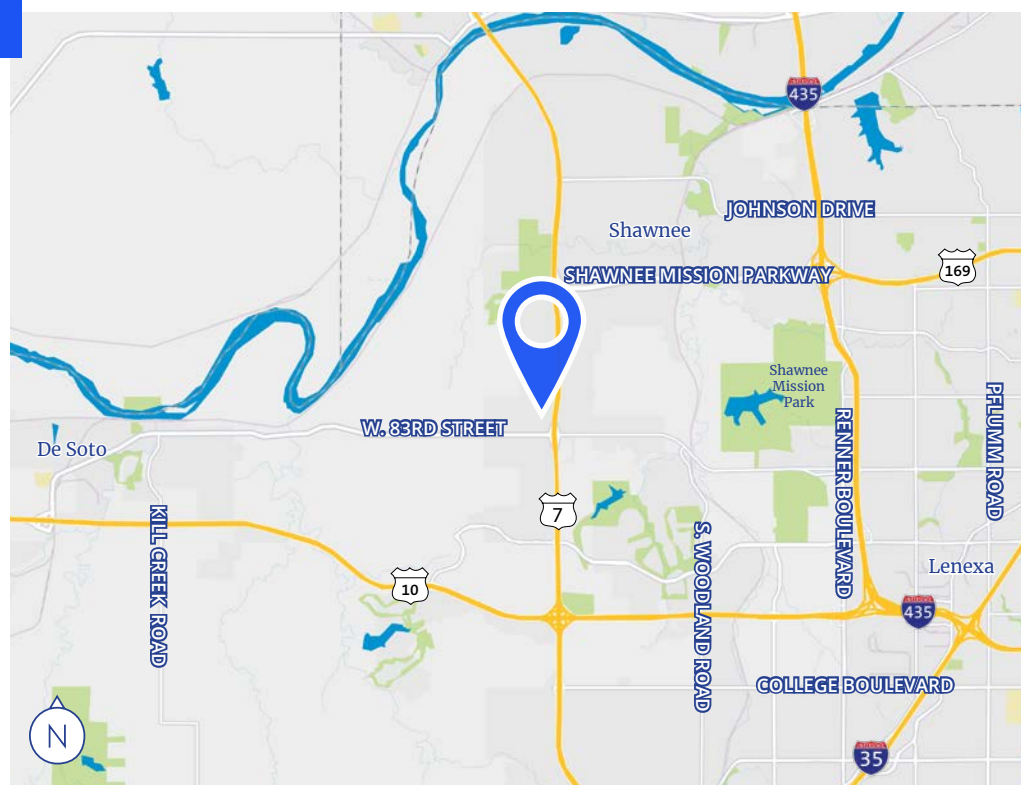 435
JOHNSON DRIVE
Shawnee
SHAWNEE MISSION PARKWAY
169
Shawnee
Mission
Park
W. 83RD STREET
De Soto
RENNER BOULEVARD
PFLUMM ROAD
7
KILL CREEK ROAD
S. WOODLAND ROAD
Lenexa
10
435
COLLEGE BOULEVARD
N
35